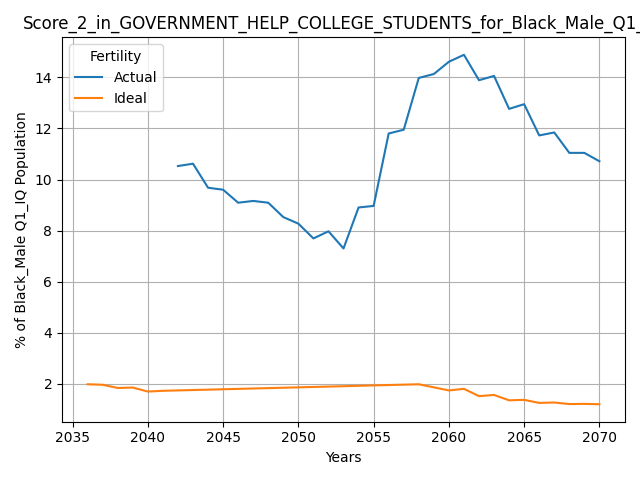 Score_2_in_GOVERNMENT_HELP_COLLEGE_STUDENTS_for_Black_Male_Q1_
Fertility
Actual
Ideal
% of Black_Male Q1_IQ Population
14
12
10
8
6
4
2
2035 2040 2045 2050 2055 2060 2065 2070
Years